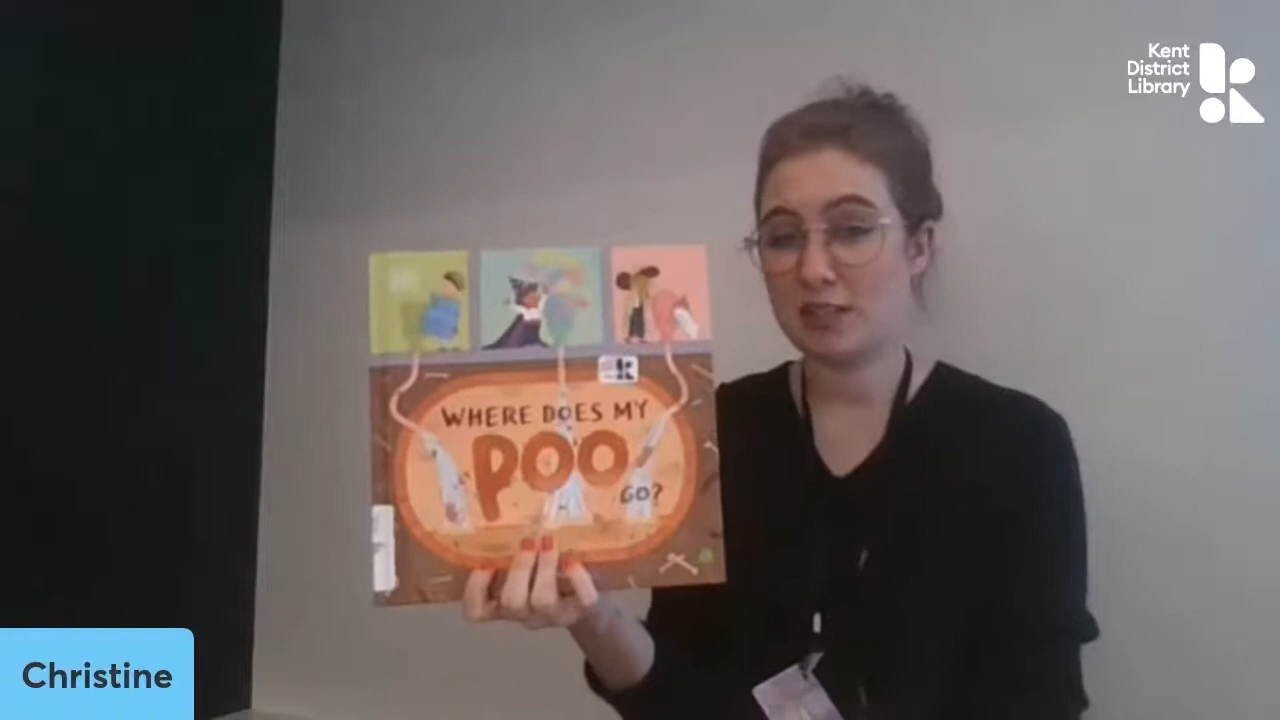 Kent
District
Library
WHERE DOES MY
POO
GO?
Christine